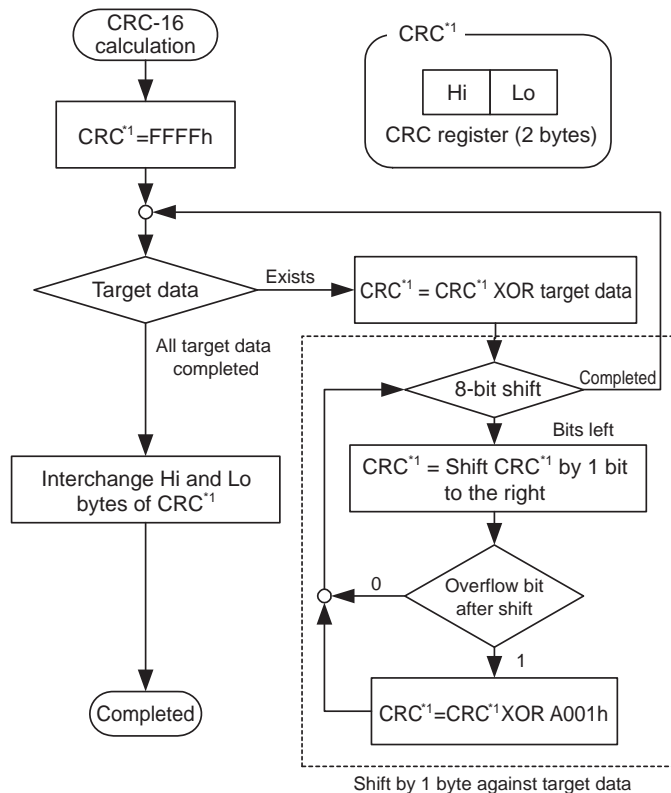 CRC-16
calculation
CRC*1
Hi Lo
CRC register (2 bytes)
CRC*1=FFFFh
Target data
Exists
CRC*1 = CRC*1 XOR target data
All target data
completed
8-bit shift
Completed
Bits left
CRC*1 = Shift CRC*1 by 1 bit
to the right
Interchange Hi and Lo
bytes of CRC*1
Overflow bit
after shift
0
1
CRC*1=CRC*1XOR A001h
Completed
Shift by 1 byte against target data